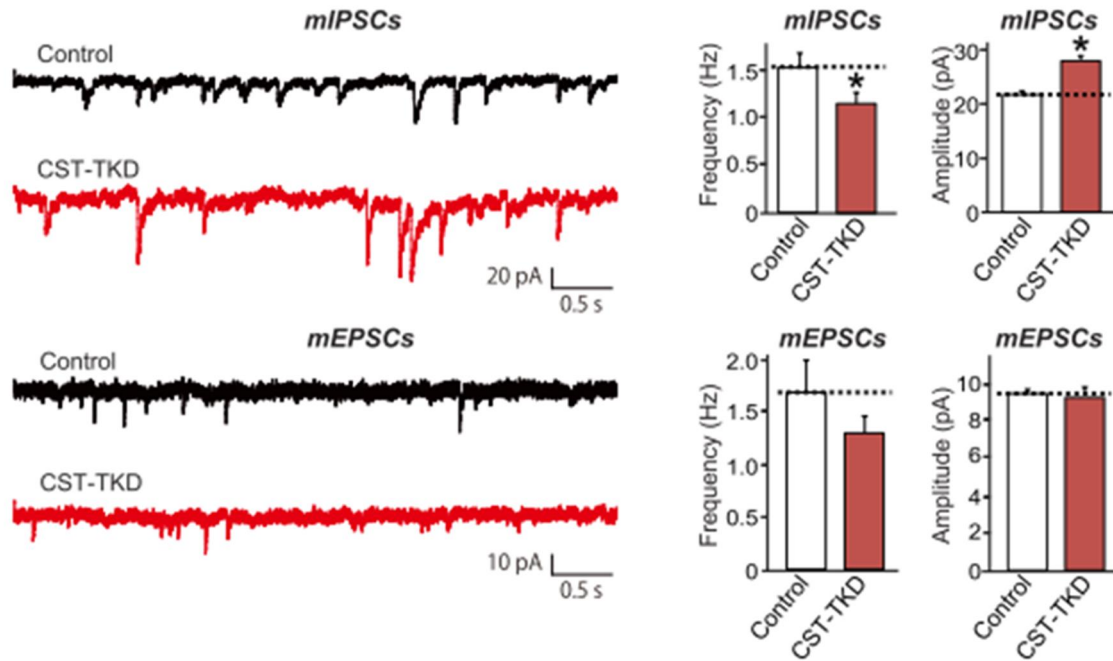 mIPSCs
Control
CST-TKD
20 pA
0.5 s
mIPSCs
Frequency (Hz)
1.5
1.0
0.5
0
*
Control
CST-TKD
mIPSCs
Amplitude (pA)
30
20
10
0
*
Control
CST-TKD
mEPSCs
Control
CST-TKD
10 pA
0.5 s
mEPSCs
Frequency (Hz)
2.0
1.5
1.0
0.5
0
Control
CST-TKD
mEPSCs
Amplitude (pA)
10
8
6
4
2
0
Control
CST-TKD